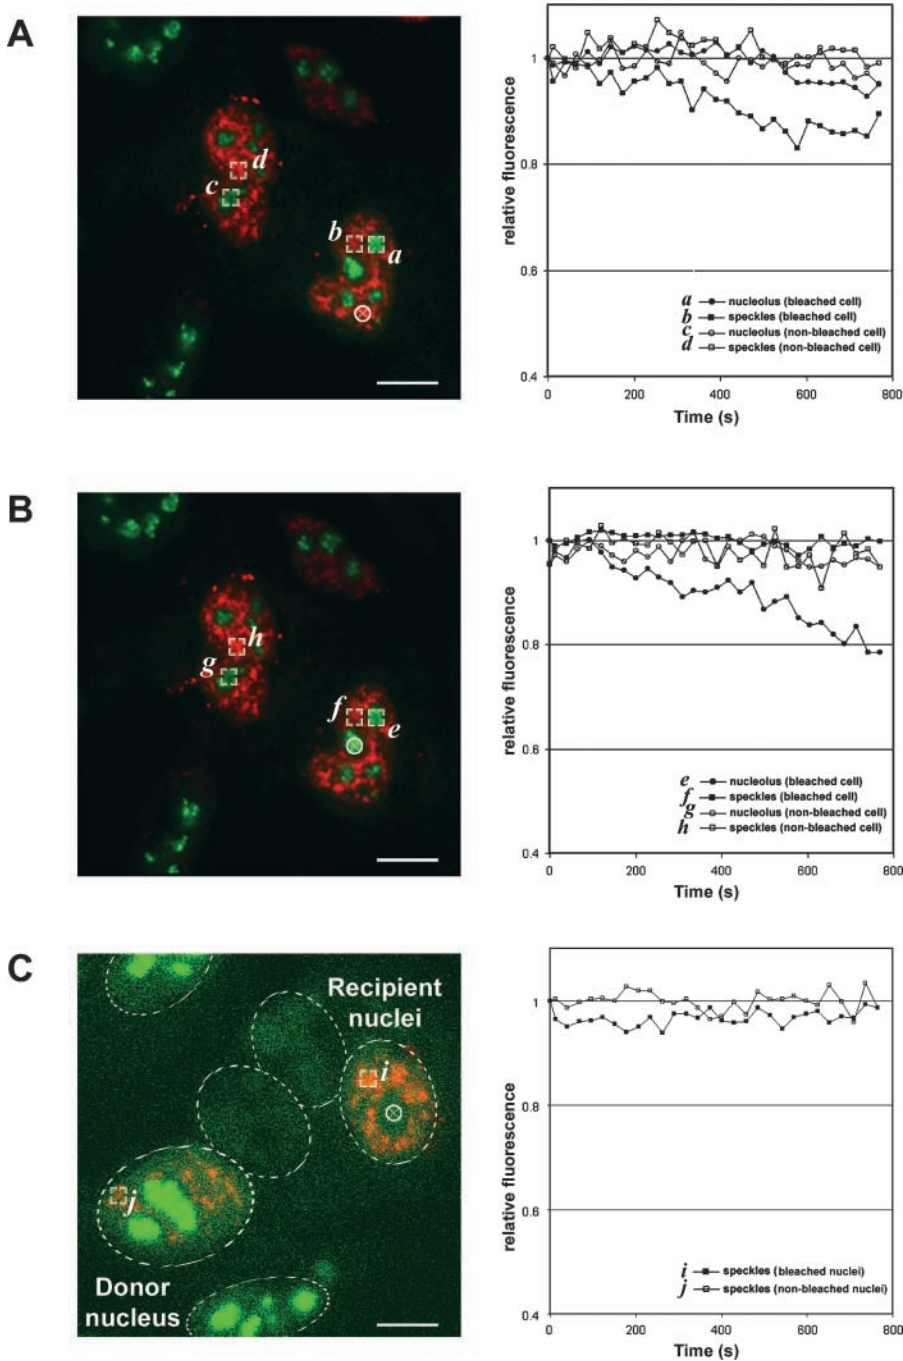 A
d
c
b
a
relative fluorescence
1
0.8
0.6
0.4
0 200 400 600 800
Time (s)
a nucleolus (bleached cell)
b speckles (bleached cell)
c nucleolus (non-bleached cell)
d speckles (non-bleached cell)
B
h
g
f
e
relative fluorescence
1
0.8
0.6
0.4
0 200 400 600 800
Time (s)
e nucleolus (bleached cell)
f speckles (bleached cell)
g nucleolus (non-bleached cell)
h speckles (non-bleached cell)
C
Recipient
nuclei
i
j
Donor
nucleus
relative fluorescence
1
0.8
0.6
0.4
0 200 400 600 800
Time (s)
i speckles (bleached nuclei)
j speckles (non-bleached nuclei)